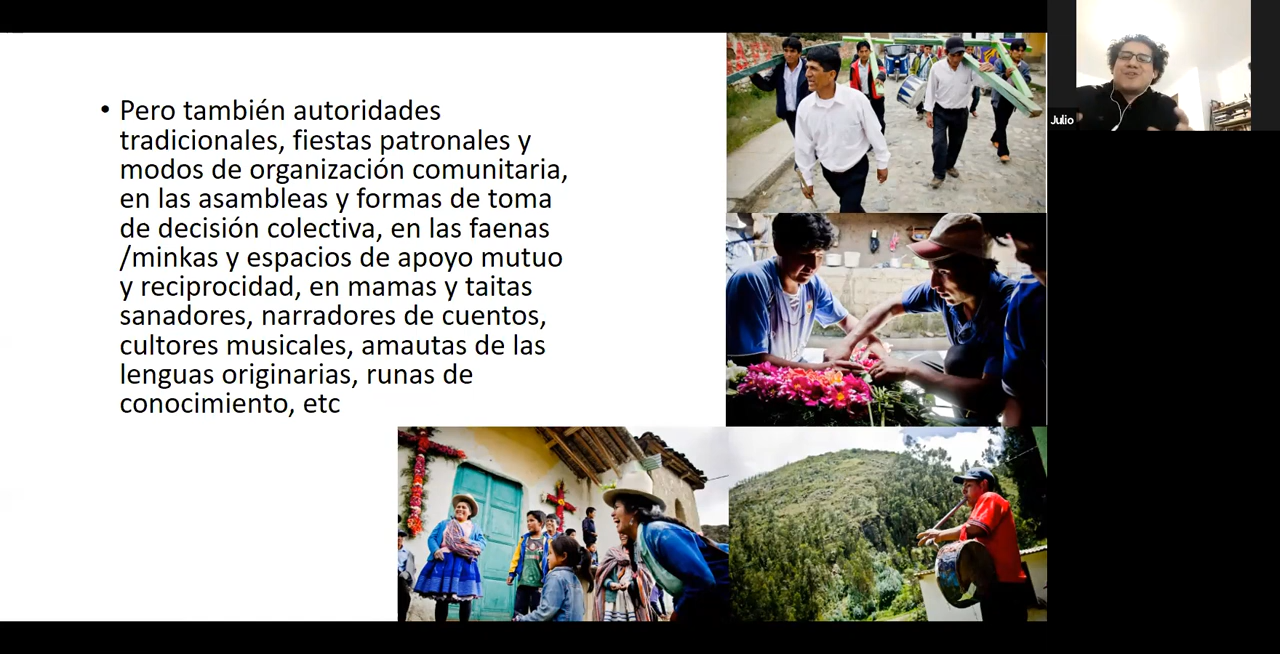 • Pero también autoridades
tradicionales, fiestas patronales y
modos de organización comunitaria,
en las asambleas y formas de toma
de decisión colectiva, en las faenas
/minkas y espacios de apoyo mutuo
y reciprocidad, en mamas y taitas
sanadores, narradores de cuentos,
cultores musicales, amautas de las
lenguas originarias, runas de
conocimiento, etc
Julio